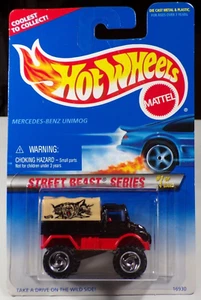 COOLEST
TO COLLECT!
DIE CAST METAL & PLASTIC
Hot Wheels
MATTEL
MERCEDES-BENZ UNIMOG
WARNING:
CHOKING HAZARD - Small parts
Not for children under 3 years.
STREET BEAST SERIES
TAKE A DRIVE ON THE WILD SIDE!
16930